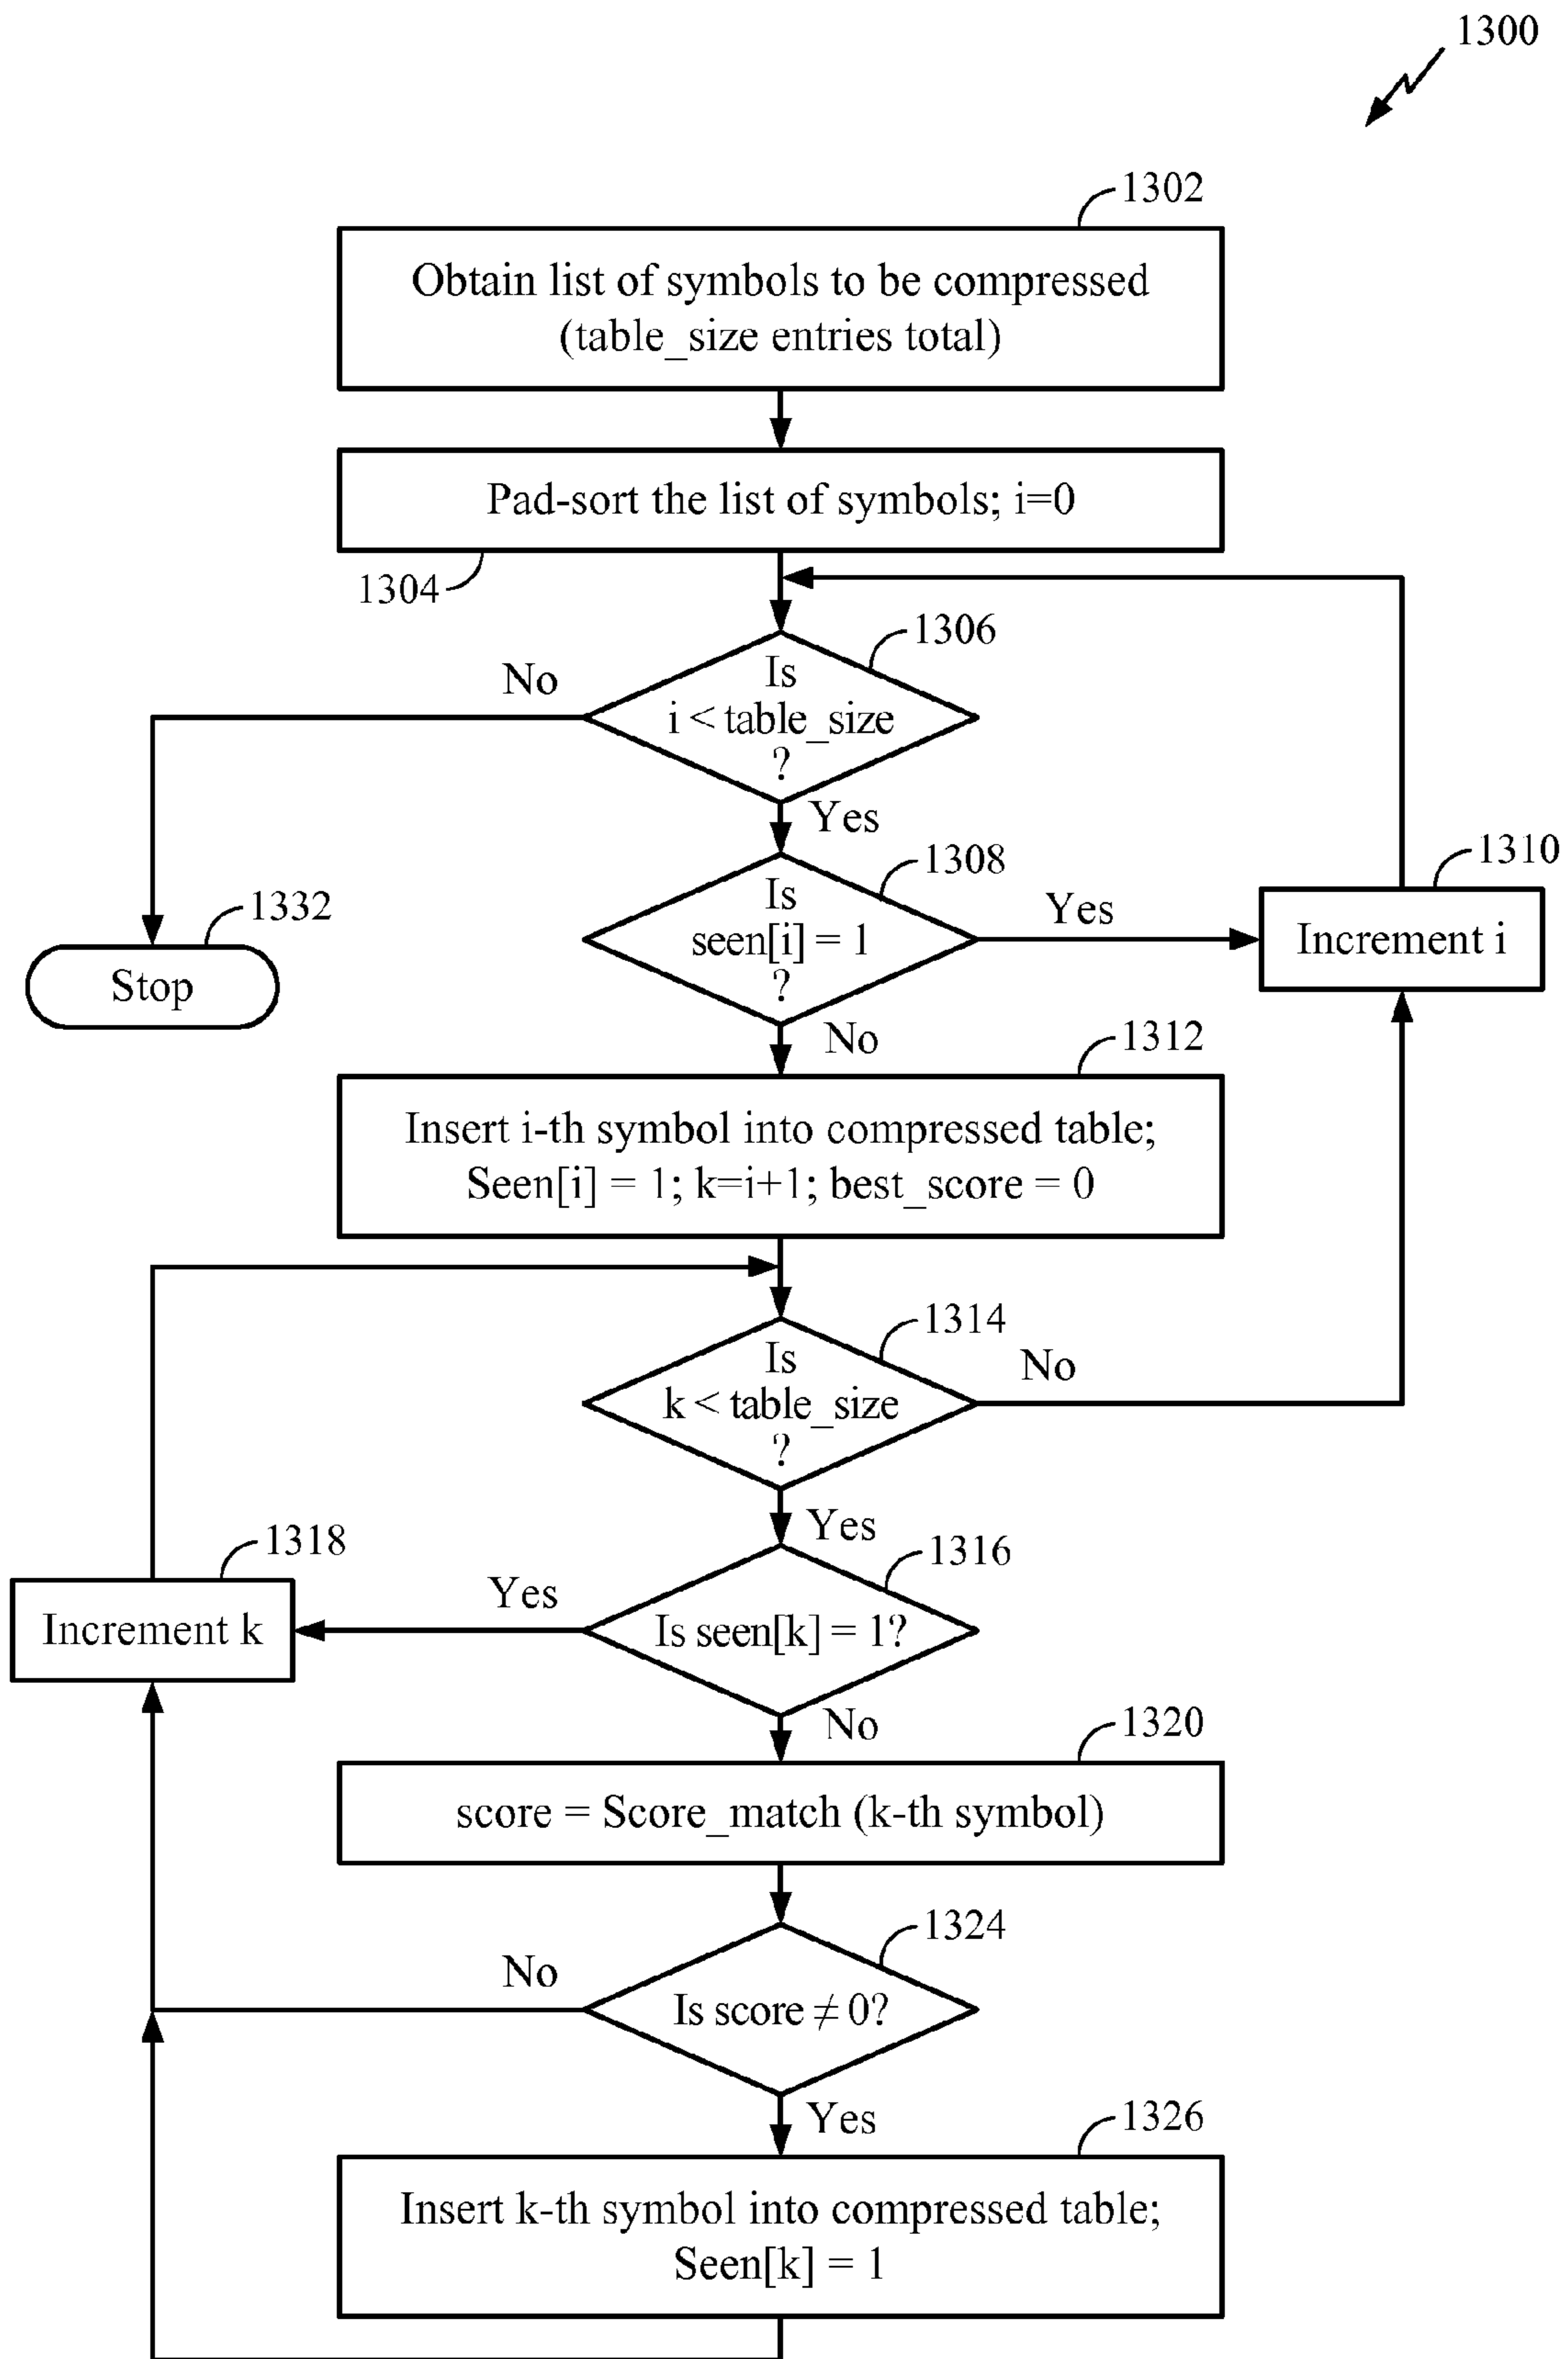 1300
1302
Obtain list of symbols to be compressed
(table_size entries total)
Pad-sort the list of symbols; i=0
1304
1306
Is
i < table_size
?
No
Yes
1308
Is
seen[i] = 1
?
Yes
1310
Increment i
1332
Stop
No
1312
Insert i-th symbol into compressed table;
Seen[i] = 1; k=i+1; best_score = 0
1314
Is
k < table_size
?
No
Yes
1316
Is seen[k] = 1?
Yes
1318
Increment k
No
1320
score = Score_match (k-th symbol)
1324
Is score ≠ 0?
No
Yes
1326
Insert k-th symbol into compressed table;
Seen[k] = 1